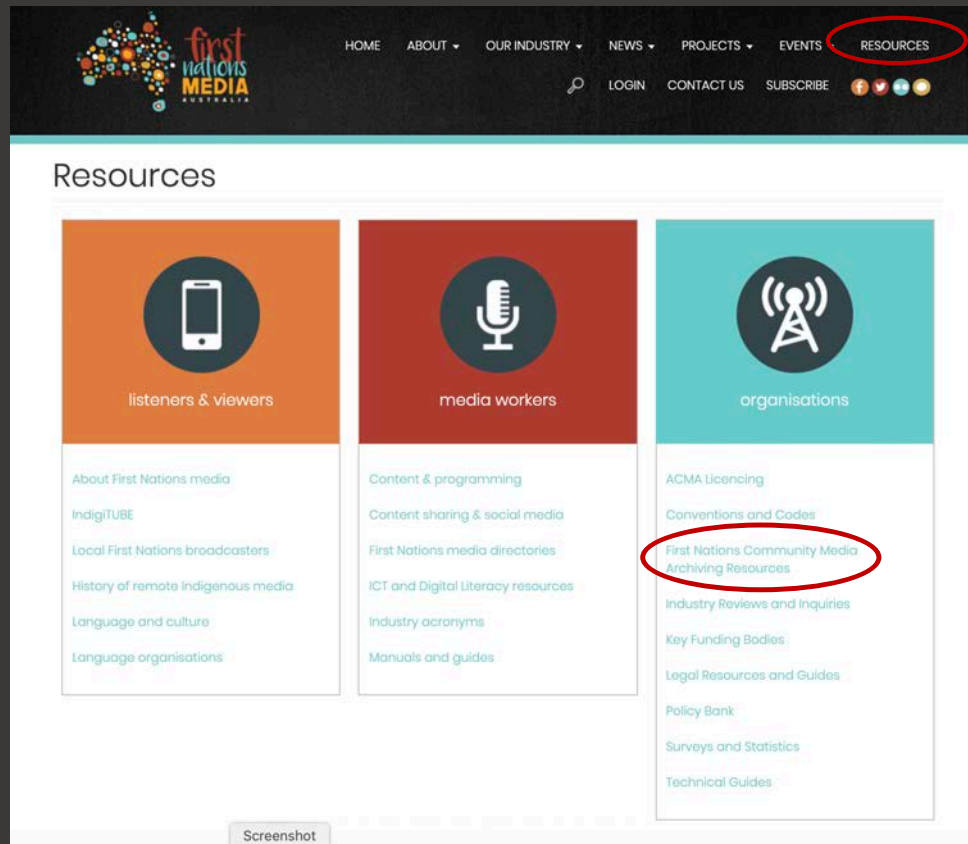 first
nations
MEDIA
AUSTRALIA
HOME ABOUT OUR INDUSTRY NEWS PROJECTS EVENTS RESOURCES
LOGIN CONTACT US SUBSCRIBE
Resources
listeners & viewers
About First Nations media
IndigiTUBE
Local First Nations broadcasters
History of remote Indigenous media
Language and culture
Language organisations
media workers
Content & programming
Content sharing & social media
First Nations media directories
ICT and Digital Literacy resources
Industry acronyms
Manuals and guides
organisations
ACMA Licencing
Conventions and Codes
First Nations Community Media
Archiving Resources
Industry Reviews and Inquiries
Key Funding Bodies
Legal Resources and Guides
Policy Bank
Surveys and Statistics
Technical Guides
Screenshot